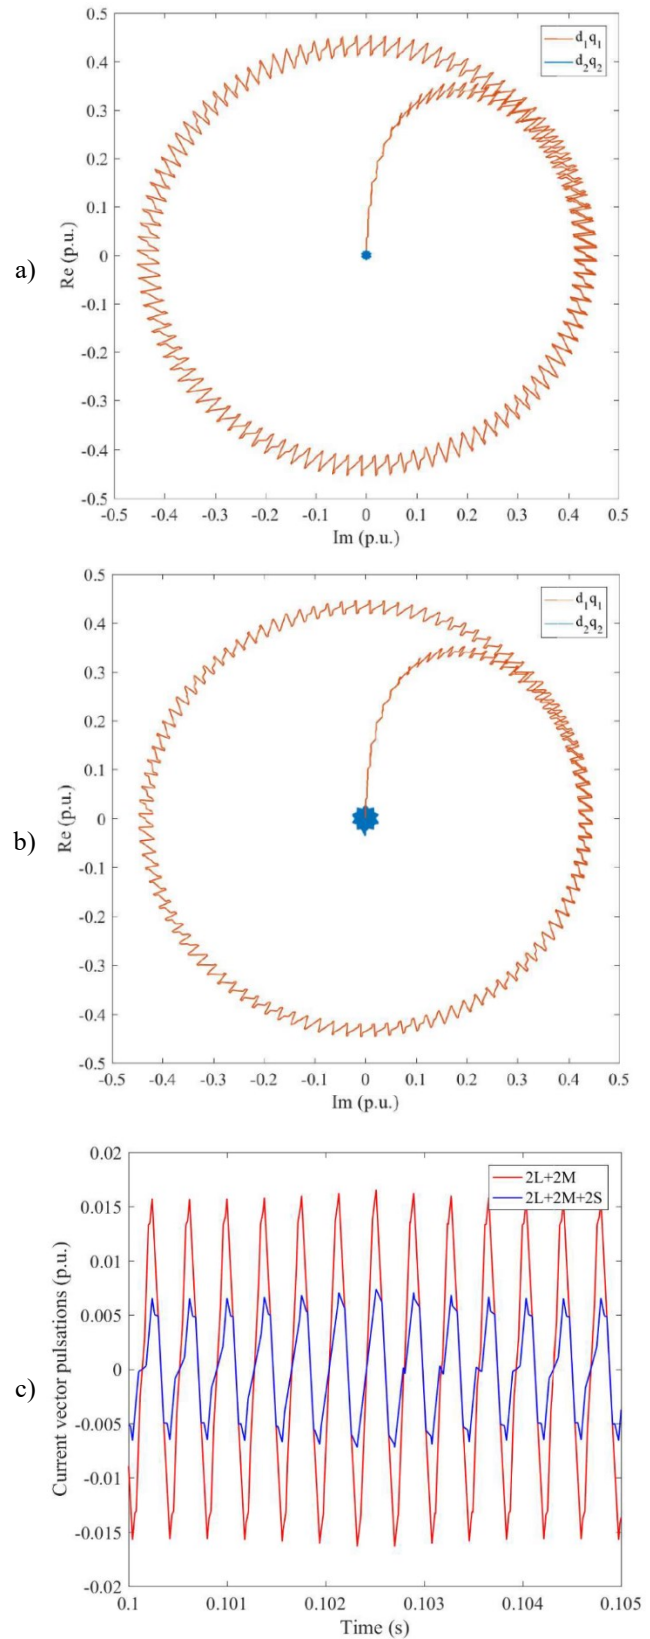 a)
0.5
0.4
0.3
0.2
0.1
0
-0.1
-0.2
-0.3
-0.4
-0.5
Re (p.u.)
d1q1
d2q2
-0.5 -0.4 -0.3 -0.2 -0.1 0 0.1 0.2 0.3 0.4 0.5
Im (p.u.)
b)
0.5
0.4
0.3
0.2
0.1
0
-0.1
-0.2
-0.3
-0.4
-0.5
Re (p.u.)
d1q1
d2q2
-0.5 -0.4 -0.3 -0.2 -0.1 0 0.1 0.2 0.3 0.4 0.5
Im (p.u.)
c)
0.02
0.015
0.01
0.005
0
-0.005
-0.01
-0.015
-0.02
Current vector pulsations (p.u.)
2L+2M
2L+2M+2S
0.1 0.101 0.102 0.103 0.104 0.105
Time (s)